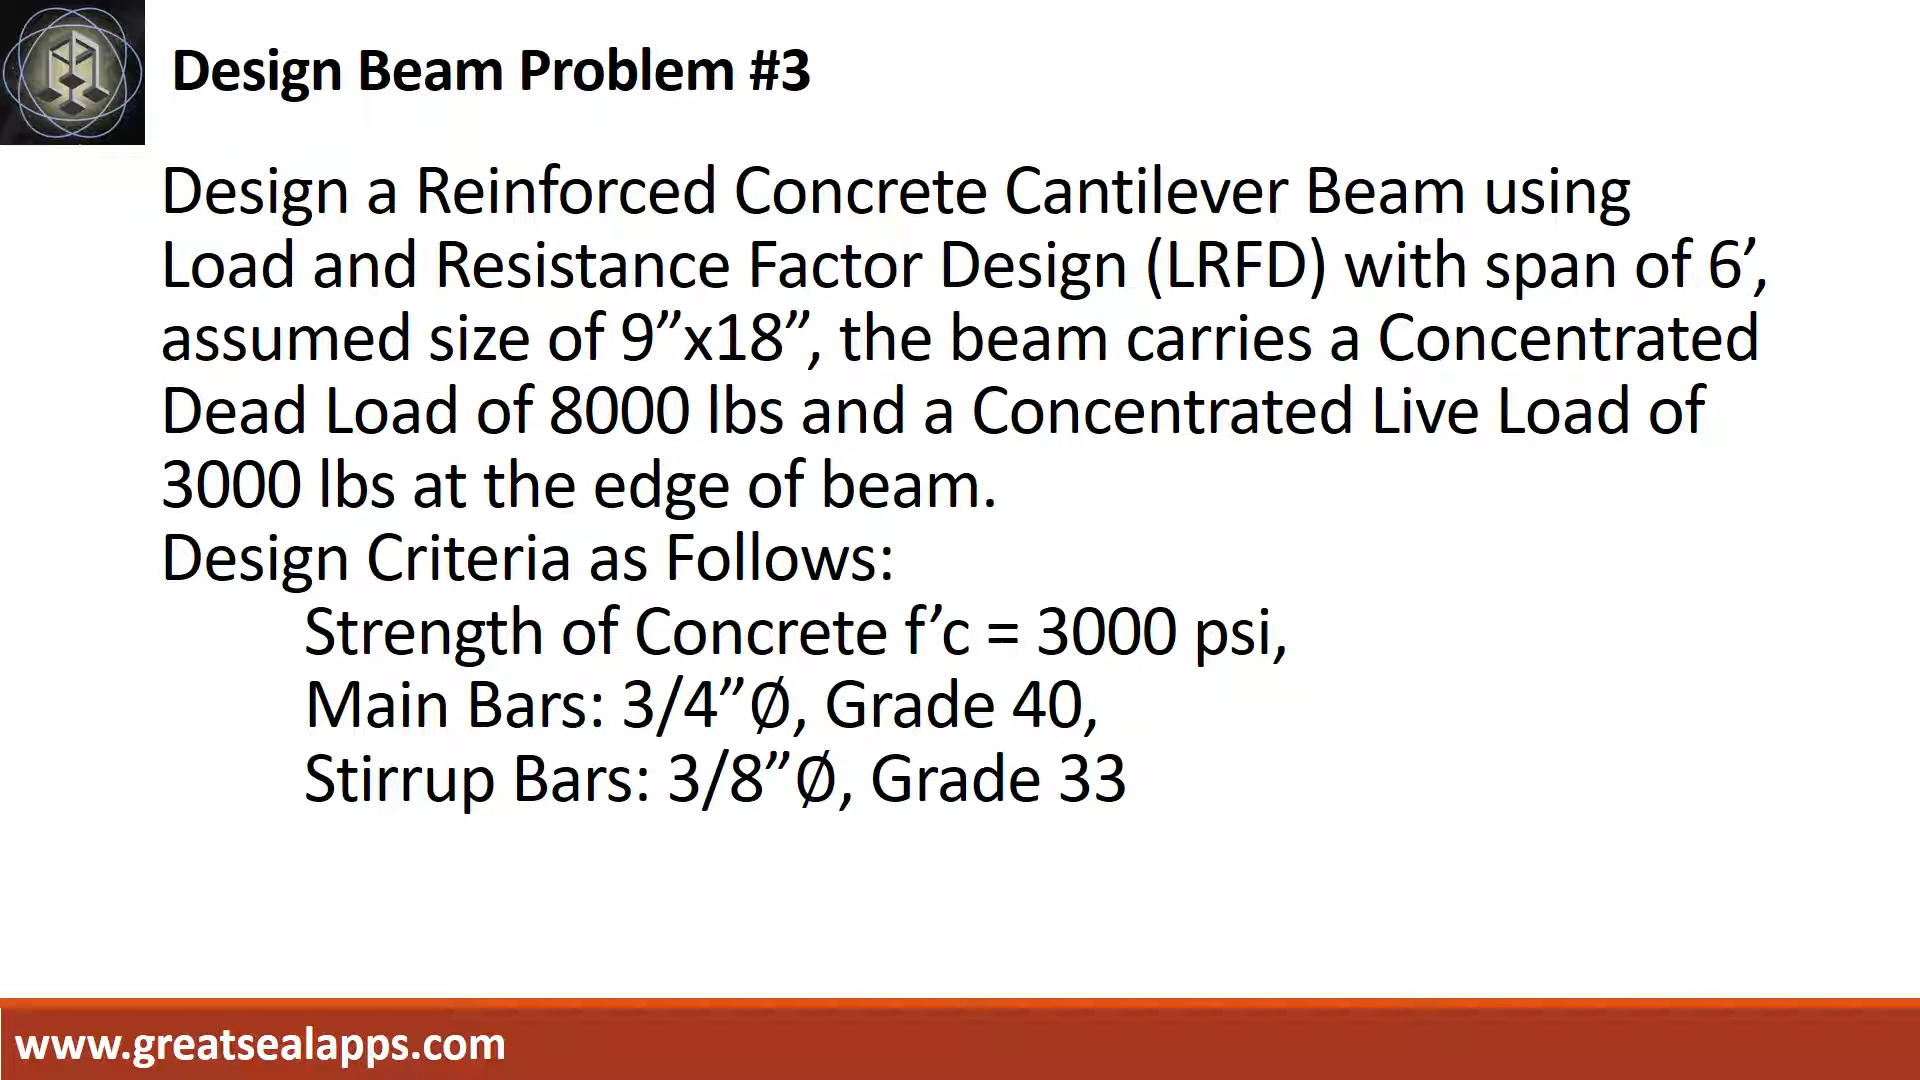 Design Beam Problem #3
Design a Reinforced Concrete Cantilever Beam using
Load and Resistance Factor Design (LRFD) with span of 6’,
assumed size of 9”x18”, the beam carries a Concentrated
Dead Load of 8000 lbs and a Concentrated Live Load of
3000 lbs at the edge of beam.
Design Criteria as Follows:
Strength of Concrete f’c = 3000 psi,
Main Bars: 3/4”Ø, Grade 40,
Stirrup Bars: 3/8”Ø, Grade 33
www.greatsealapps.com